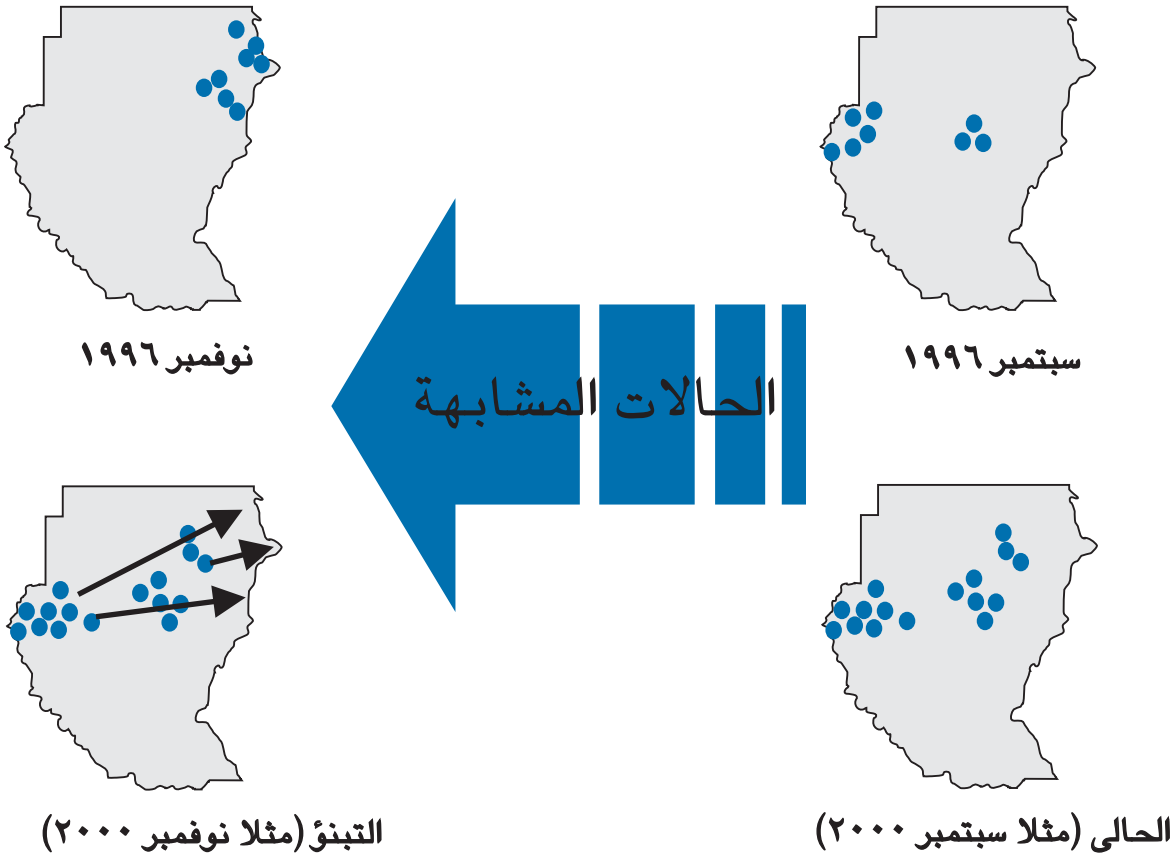 سبتمبر ١٩٩٦
نوفمبر ١٩٩٦
الحالات المشابهة
الحالى (مثلا سبتمبر ٢٠٠٠)
التبنؤ (مثلا نوفمبر ٢٠٠٠)